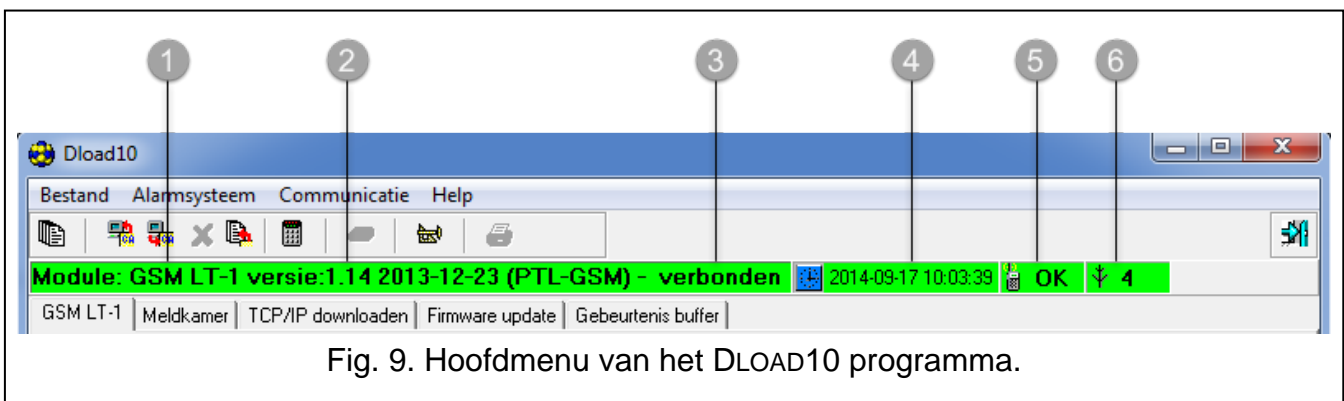 1 2 3 4 5 6
Dload10
Bestand Alarmsysteem Communicatie Help
Module: GSM LT-1 versie:1.14 2013-12-23 (PTL-GSM) - verbonden 2014-09-17 10:03:39 OK 4
GSM LT-1 Meldkamer TCP/IP downloaden Firmware update Gebeurtenis buffer
Fig. 9. Hoofdmenu van het DLOAD10 programma.